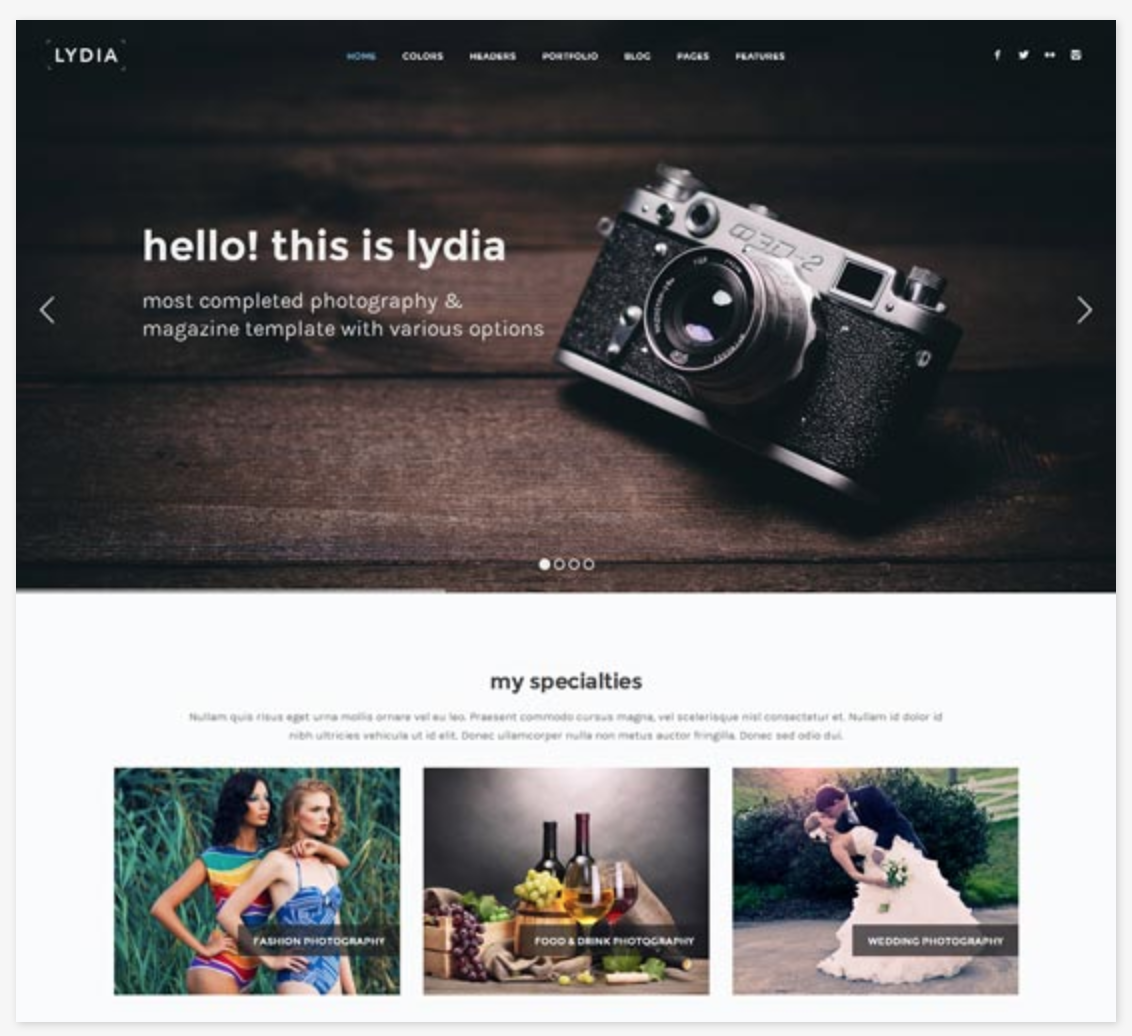 LYDIA
HOME COLORS HEADERS PORTFOLIO BLOG PAGES FEATURES
hello! this is lydia
most completed photography &
magazine template with various options
ФЭД-2
my specialties
Nullam quis risus eget urna mollis ornare vel eu leo. Praesent commodo cursus magna, vel scelerisque nisl consectetur et. Nullam id dolor id
nibh ultricies vehicula ut id elit. Donec ullamcorper nulla non metus auctor fringilla. Donec sed odio dui.
FASHION PHOTOGRAPHY
FOOD & DRINK PHOTOGRAPHY
WEDDING PHOTOGRAPHY